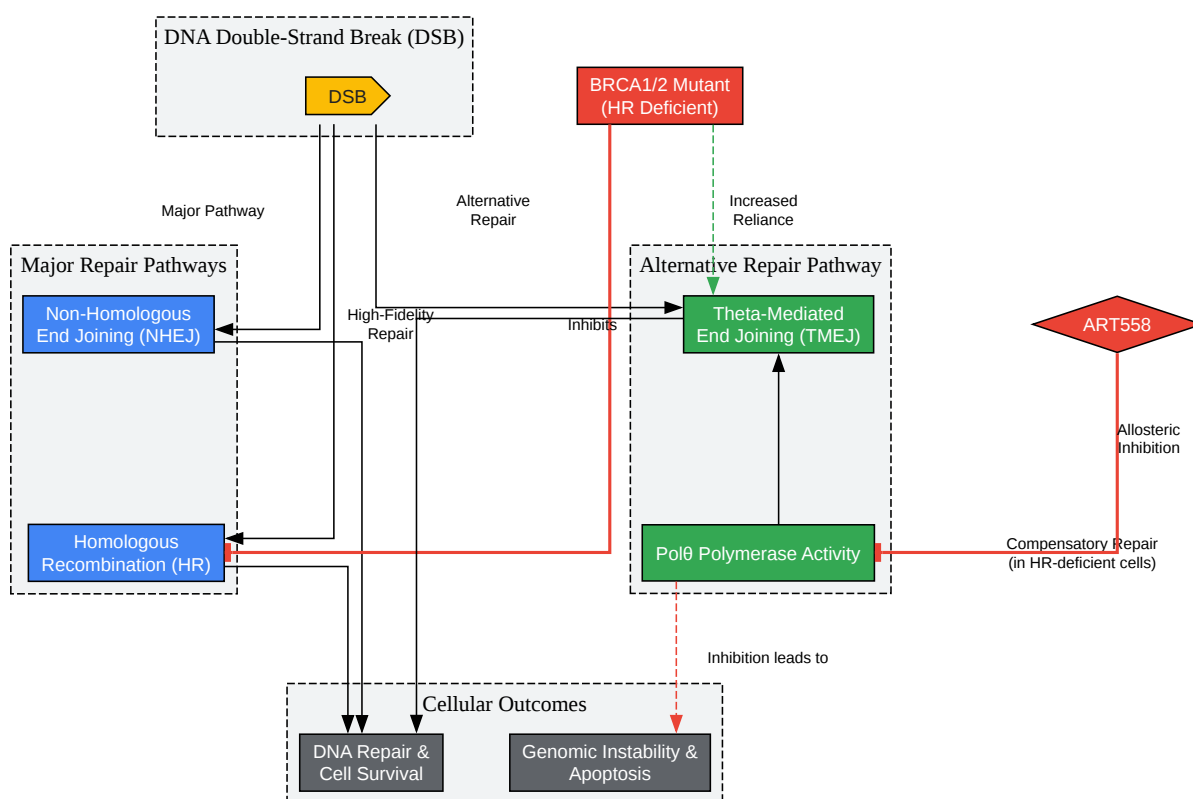 DNA Double-Strand Break (DSB)
DSB
BRCA1/2 Mutant
(HR Deficient)
Major Pathway
Alternative
Repair
Increased
Reliance
Major Repair Pathways
Alternative Repair Pathway
Non-Homologous
End Joining (NHEJ)
High-Fidelity
Repair
Inhibits
Theta-Mediated
End Joining (TMEJ)
ART558
Allosteric
Inhibition
Homologous
Recombination (HR)
Polθ Polymerase Activity
Compensatory Repair
(in HR-deficient cells)
Inhibition leads to
Cellular Outcomes
DNA Repair &
Cell Survival
Genomic Instability &
Apoptosis